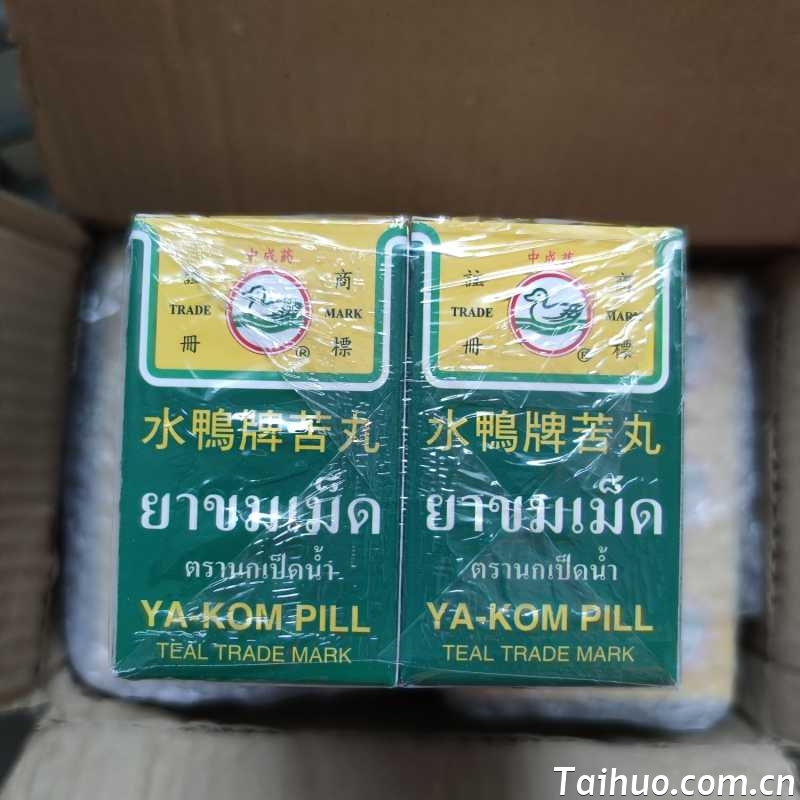 中成葯
註 商
TRADE MARK
冊 標
®
水鴨牌苦丸
ยาขมเม็ด
ตรานกเป็ดน้ำ
YA-KOM PILL
TEAL TRADE MARK
中成葯
註 商
TRADE MARK
冊 標
®
水鴨牌苦丸
ยาขมเม็ด
ตรานกเป็ดน้ำ
YA-KOM PILL
TEAL TRADE MARK
Taihuo.com.cn